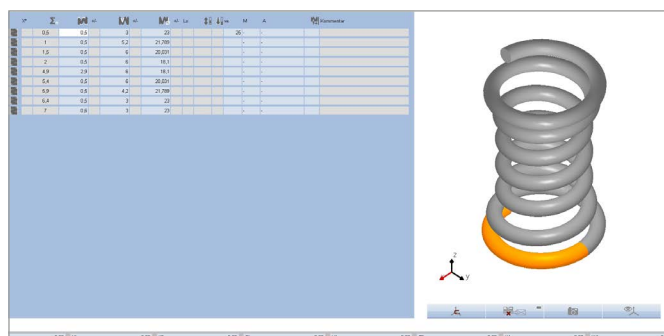 Σ +/- +/- +/- Lo M A Kommentar
0,6 0,6 3 23 25 - -
1 0,5 5,2 21,789 - -
1,5 0,5 6 20,031 - -
2 0,5 6 18,1 - -
4,9 2,9 6 18,1 - -
5,4 0,5 6 20,031 - -
5,9 0,6 4,2 21,789 - -
6,4 0,5 3 23 - -
7 0,6 3 23 - -
z
y